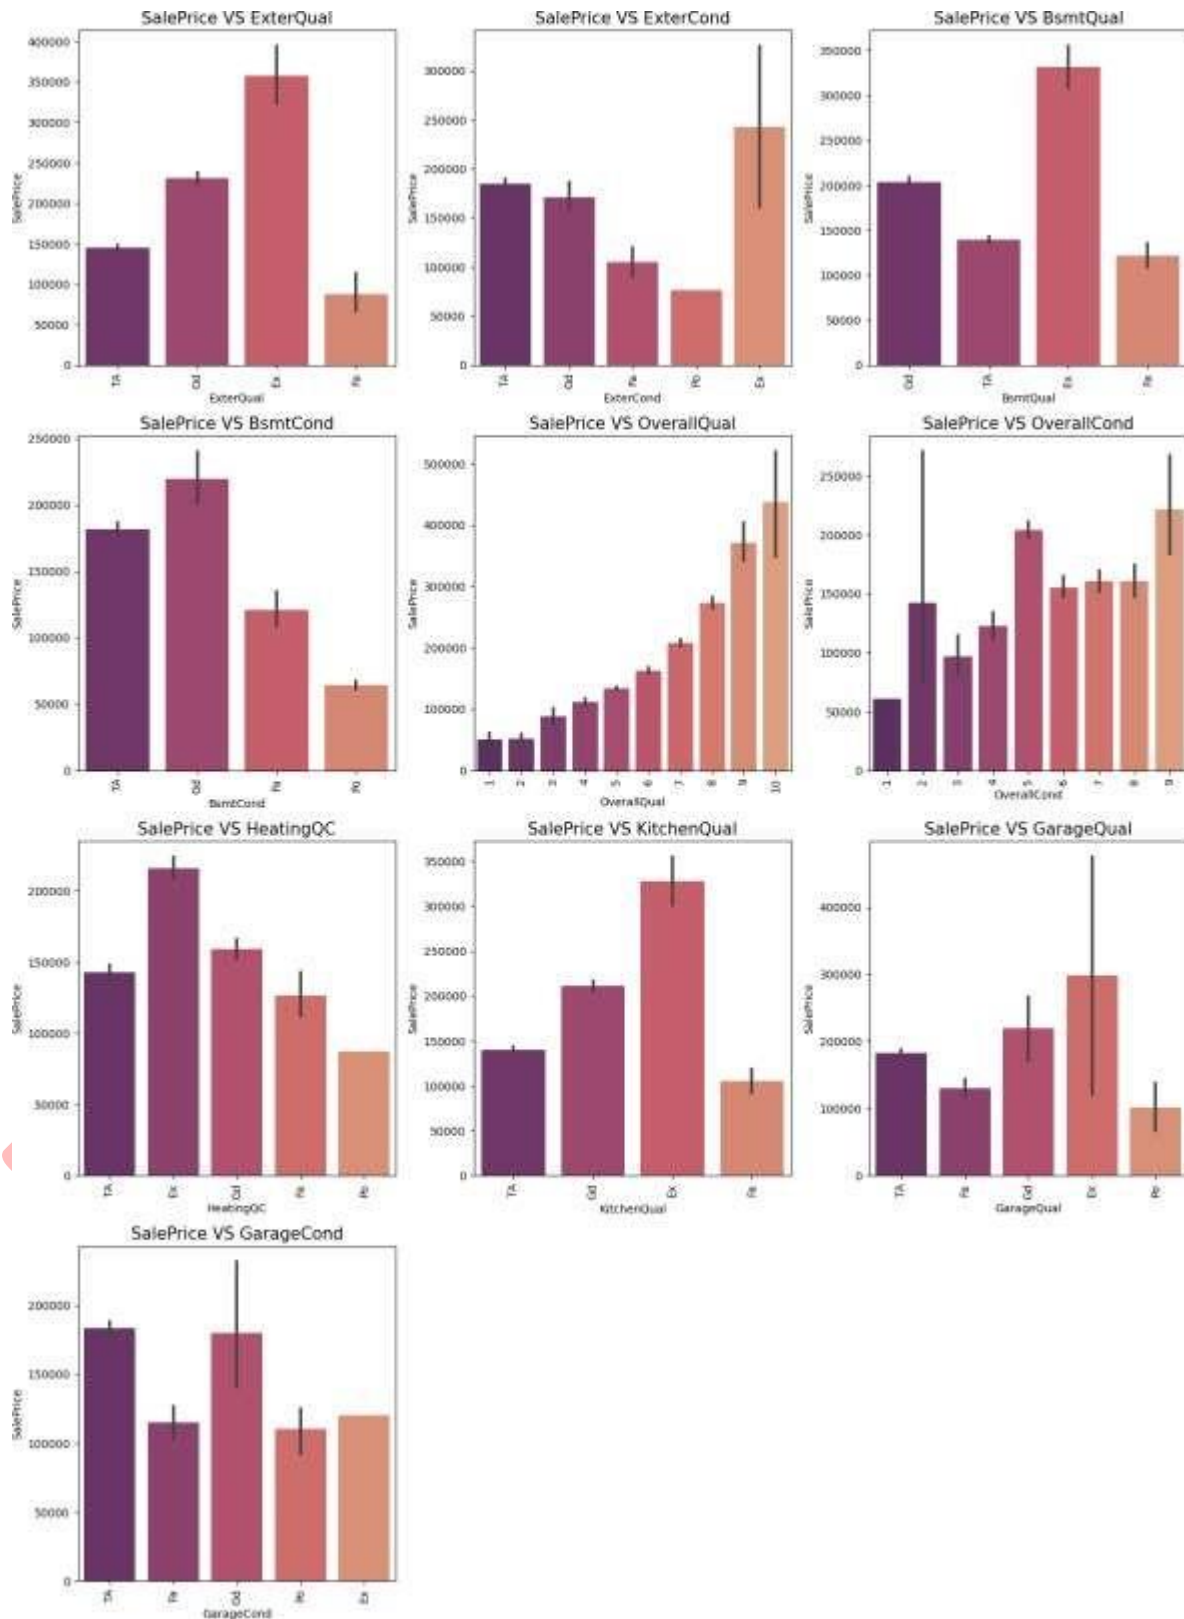 SalePrice VS ExterQual
400000
350000
300000
250000
200000
150000
100000
50000
0
SalePrice
TA Gd Ex Fa
ExterQual
SalePrice VS ExterCond
300000
250000
200000
150000
100000
50000
0
SalePrice
TA Gd Fa Po Ex
ExterCond
SalePrice VS BsmtQual
350000
300000
250000
200000
150000
100000
50000
0
SalePrice
Gd TA Ex Fa
BsmtQual
SalePrice VS BsmtCond
250000
200000
150000
100000
50000
0
SalePrice
TA Gd Fa Po
BsmtCond
SalePrice VS OverallQual
500000
400000
300000
200000
100000
0
SalePrice
1 2 3 4 5 6 7 8 9 10
OverallQual
SalePrice VS OverallCond
250000
200000
150000
100000
50000
0
SalePrice
1 2 3 4 5 6 7 8 9
OverallCond
SalePrice VS HeatingQC
200000
150000
100000
50000
0
SalePrice
TA Ex Gd Fa Po
HeatingQC
SalePrice VS KitchenQual
350000
300000
250000
200000
150000
100000
50000
0
SalePrice
TA Gd Ex Fa
KitchenQual
SalePrice VS GarageQual
400000
300000
200000
100000
0
SalePrice
TA Fa Gd Ex Po
GarageQual
SalePrice VS GarageCond
200000
150000
100000
50000
0
SalePrice
TA Fa Gd Po Ex
GarageCond